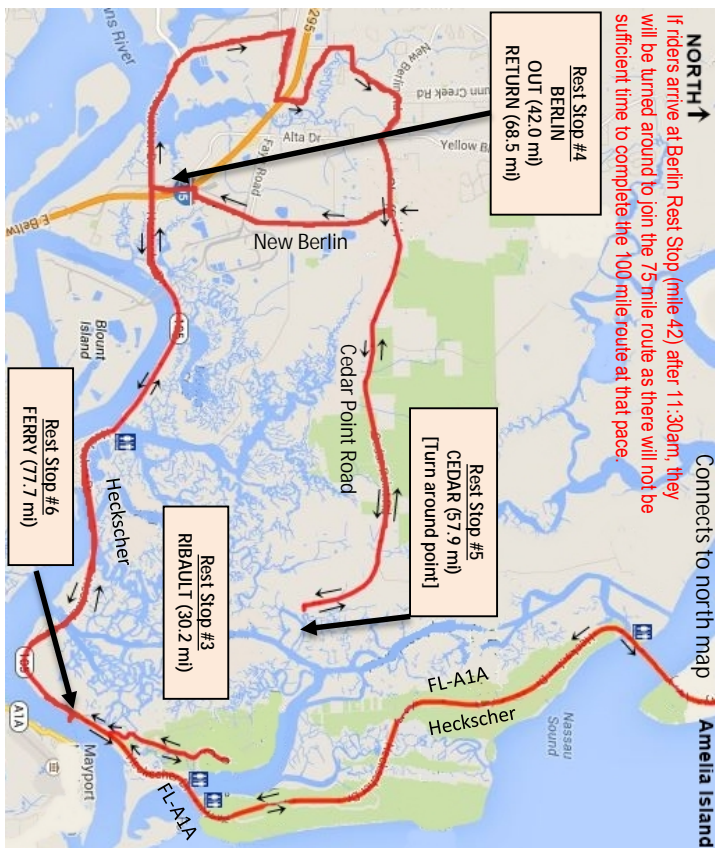 NORTH↑
If riders arrive at Berlin Rest Stop (mile 42) after 11:30am, they
will be turned around to join the 75 mile route as there will not be
sufficient time to complete the 100 mile route at that pace.
Connects to north map
Amelia Island
Rest Stop #4
BERLIN
OUT (42.0 mi)
RETURN (68.5 mi)
Rest Stop #5
CEDAR (57.9 mi)
[Turn around point]
Rest Stop #3
RIBAULT (30.2 mi)
Rest Stop #6
FERRY (77.7 mi)
295
New Berlin
Alta Dr
Faye Road
New Berlin
Cedar Point Road
105
Blount
Island
Heckscher
105
A1A
Mayport
FL-A1A
FL-A1A
Heckscher
Nassau
Sound
E Beltw